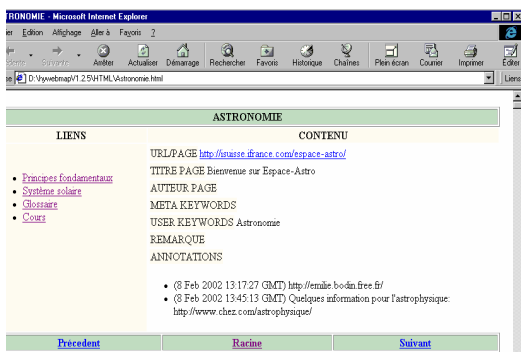 TRONOMIE - Microsoft Internet Explorer
ier Edition Affichage Aller à Favoris ?
Suivante Arrêter Actualiser Démarrage Rechercher Favoris Historique Chaînes Plein écran Courrier Imprimer Éditer
se D:\hywebmapV1.2.5\HTML\Astronomie.html Liens
ASTRONOMIE
LIENS CONTENU
URL/PAGE http://isuisse.ifrance.com/espace-astro/
TITRE PAGE Bienvenue sur Espace-Astro
AUTEUR PAGE
META KEYWORDS
USER KEYWORDS Astronomie
REMARQUE
ANNOTATIONS
Principes fondamentaux
Système solaire
Glossaire
Cours
(8 Feb 2002 13:17:27 GMT) http://emilie.bodin.free.fr/
(8 Feb 2002 13:45:13 GMT) Quelques information pour l'astrophysique:
http://www.chez.com/astrophysique/
Précedent Racine Suivant